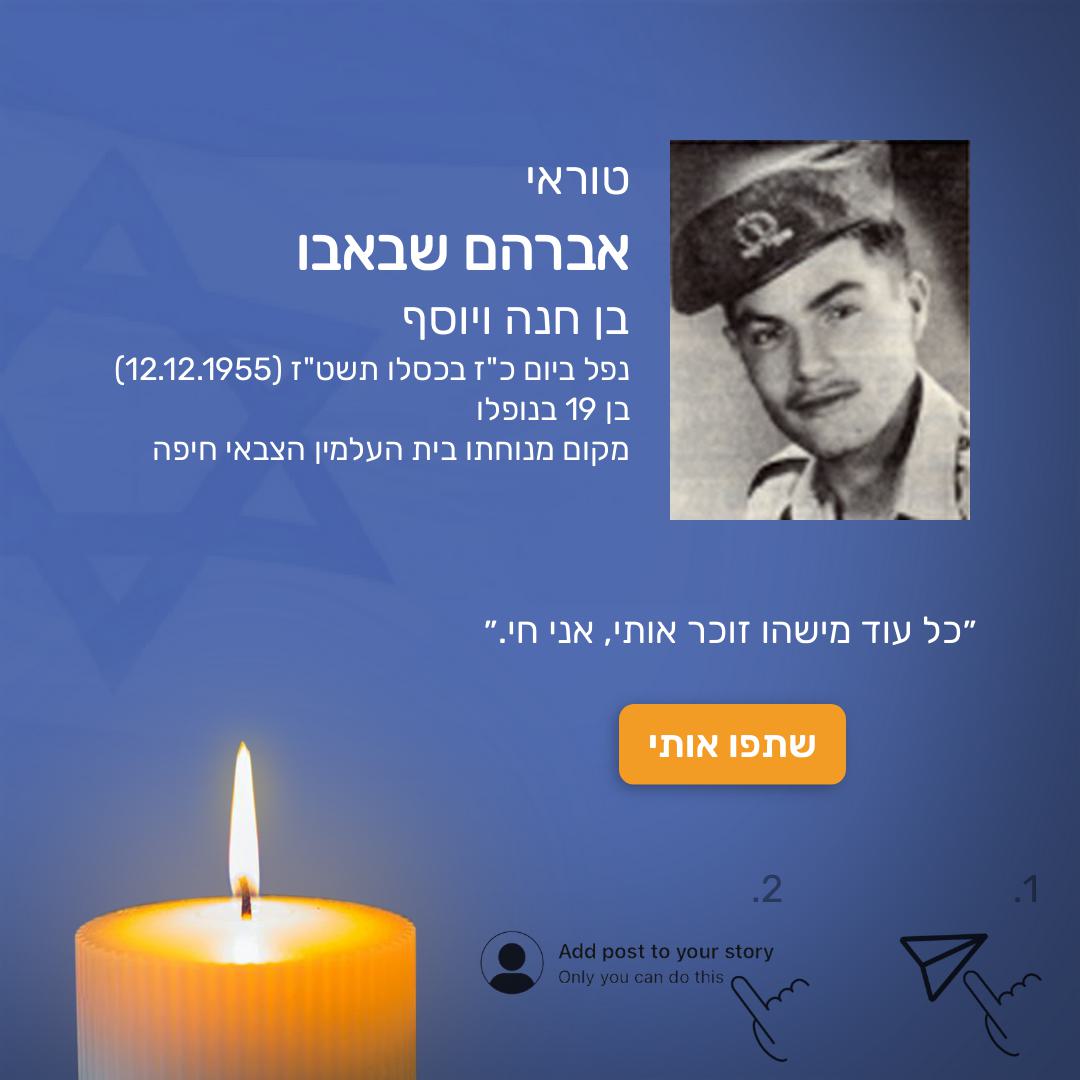 טוראי
אברהם שבאבו
בן חנה ויוסף
נפל ביום כ"ז בכסלו תשט"ז (12.12.1955)
בן 19 בנופלו
מקום מנוחתו בית העלמין הצבאי חיפה
״כל עוד מישהו זוכר אותי, אני חי.״
שתפו אותי
.1
.2
Add post to your story
Only you can do this